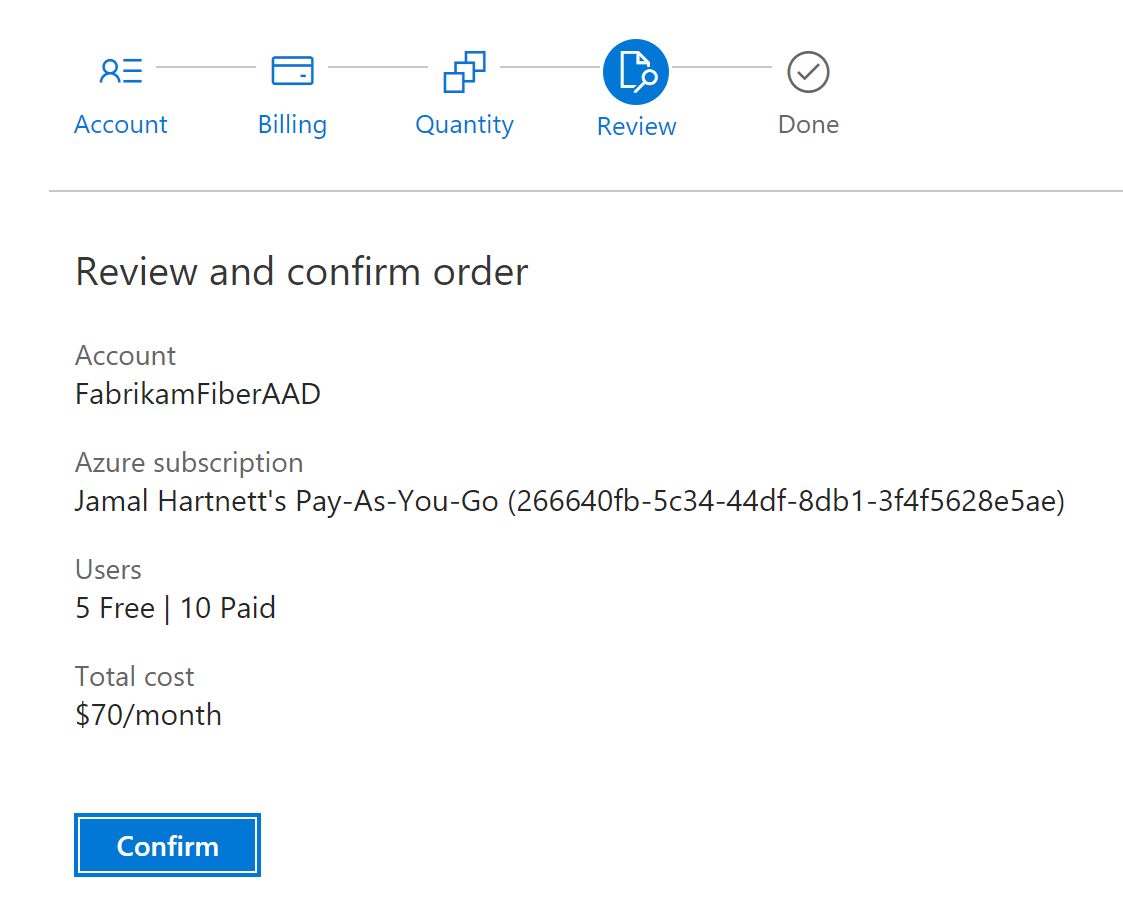 Account
Billing
Quantity
Review
Done
Review and confirm order
Account
FabrikamFiberAAD
Azure subscription
Jamal Hartnett's Pay-As-You-Go (266640fb-5c34-44df-8db1-3f4f5628e5ae)
Users
5 Free | 10 Paid
Total cost
$70/month
Confirm